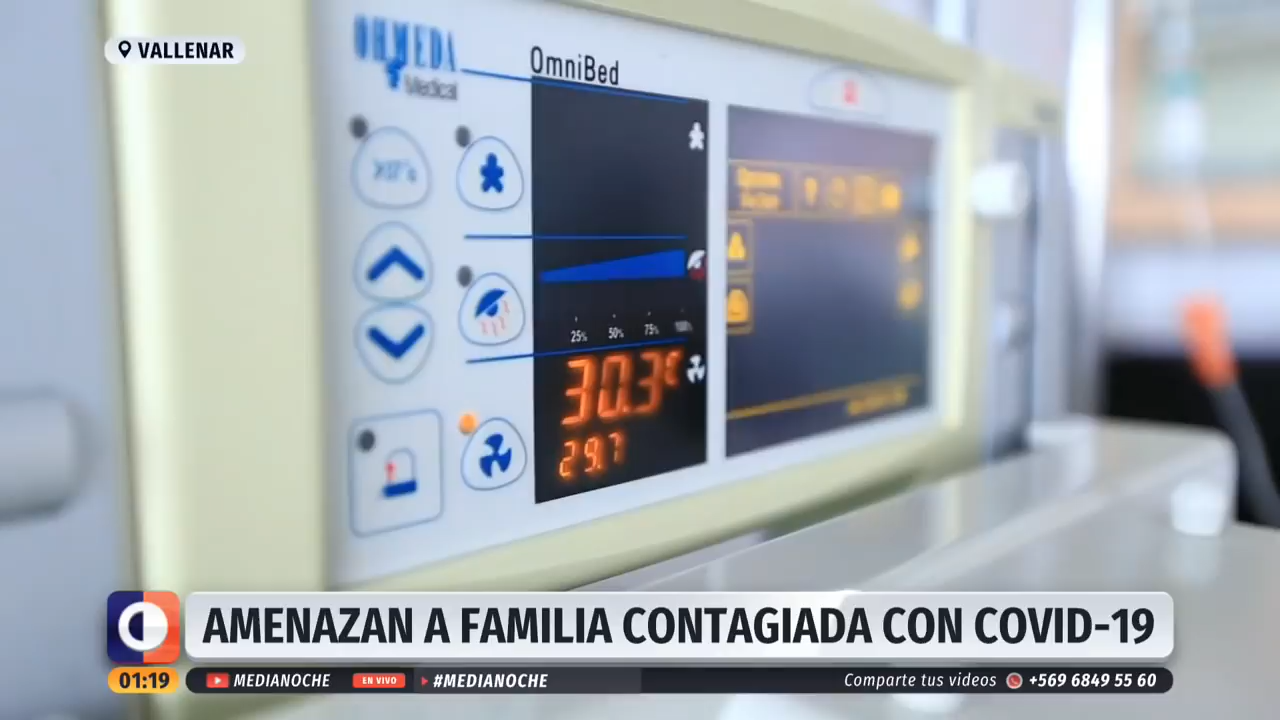 VALLENAR
OHMEDA
Medical
OmniBed
>37°c
25% 50% 75% 100%
30.3°C
29.7
AMENAZAN A FAMILIA CONTAGIADA CON COVID-19
01:19 MEDIANOCHE EN VIVO #MEDIANOCHE Comparte tus videos +569 6849 55 60